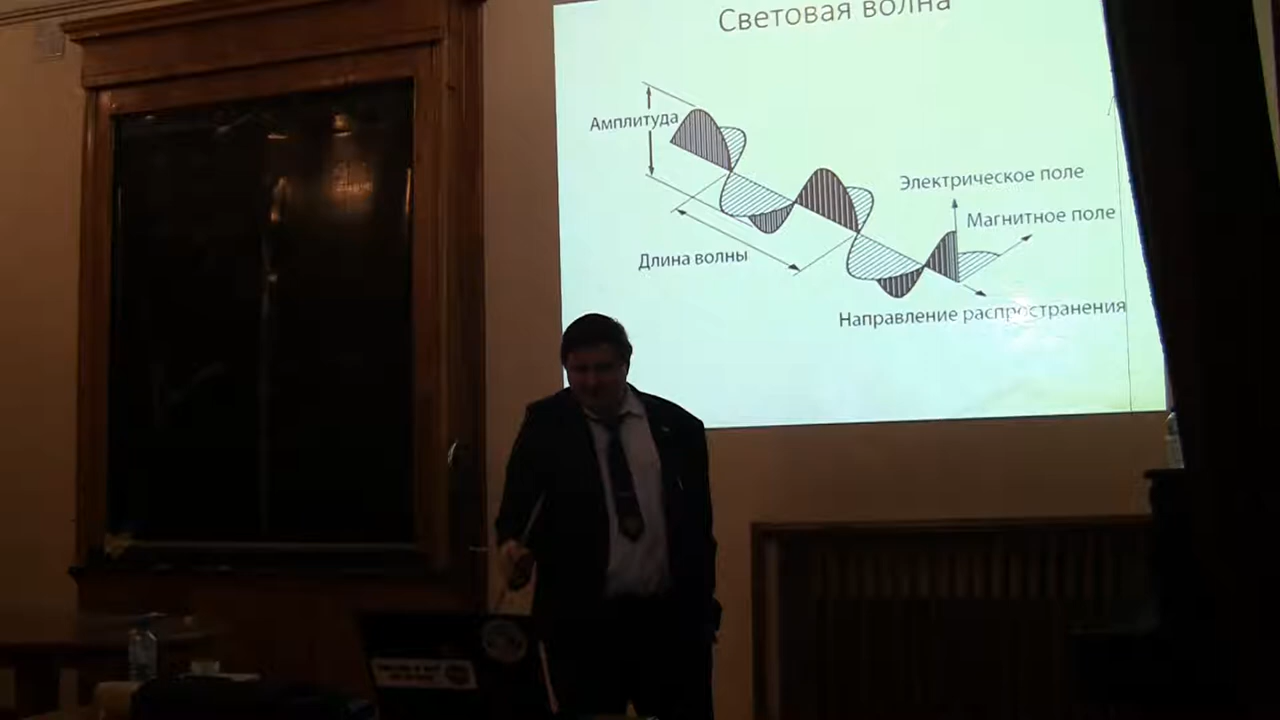 Световая волна
Амплитуда
Электрическое поле
Магнитное поле
Длина волны
Направление распространения